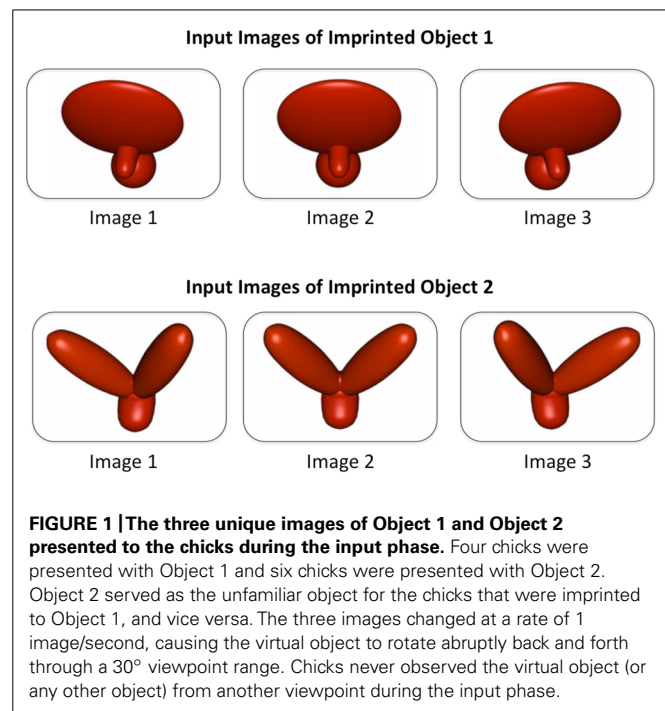 Input Images of Imprinted Object 1
Image 1
Image 2
Image 3
Input Images of Imprinted Object 2
Image 1
Image 2
Image 3
FIGURE 1 | The three unique images of Object 1 and Object 2
presented to the chicks during the input phase. Four chicks were
presented with Object 1 and six chicks were presented with Object 2.
Object 2 served as the unfamiliar object for the chicks that were imprinted
to Object 1, and vice versa. The three images changed at a rate of 1
image/second, causing the virtual object to rotate abruptly back and forth
through a 30° viewpoint range. Chicks never observed the virtual object (or
any other object) from another viewpoint during the input phase.